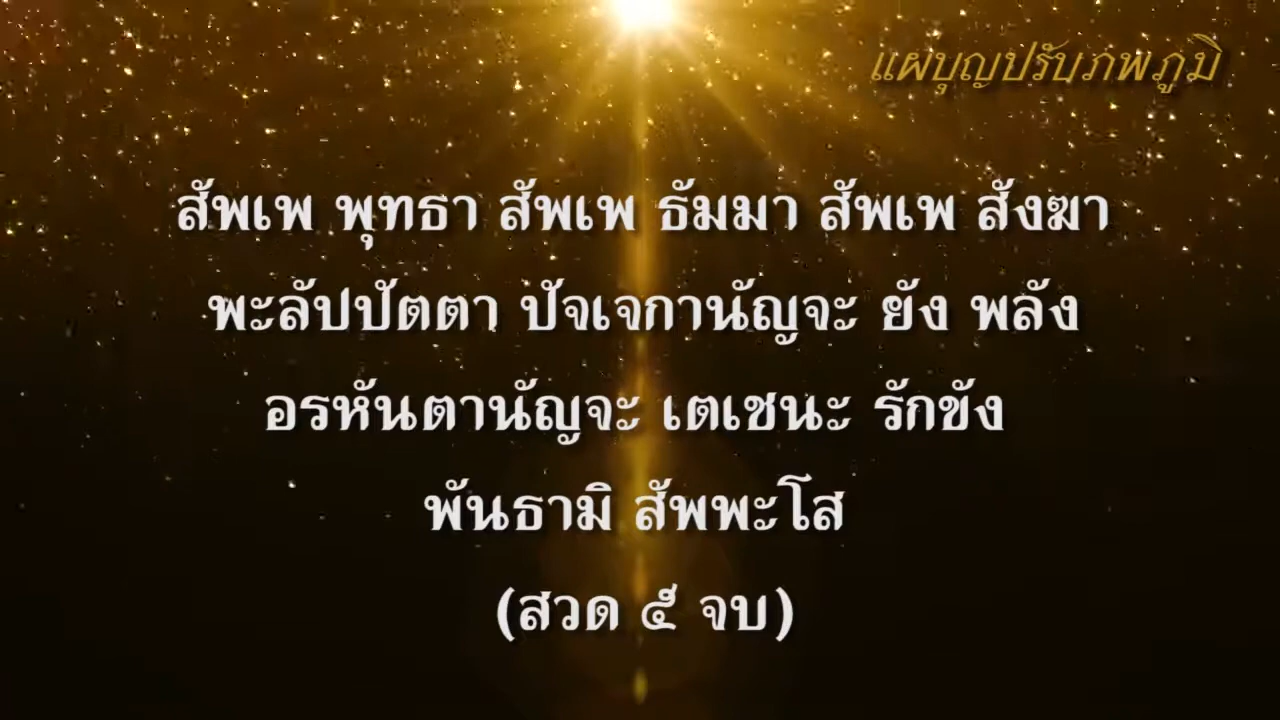 แผ่บุญปรับภพภูมิ
สัพเพ พุทธา สัพเพ ธัมมา สัพเพ สังฆา
พะลัปปัตตา ปัจเจกานัญจะ ยัง พลัง
อรหันตานัญจะ เตเชนะ รักขัง
พันธามิ สัพพะโส
(สวด ๕ จบ)